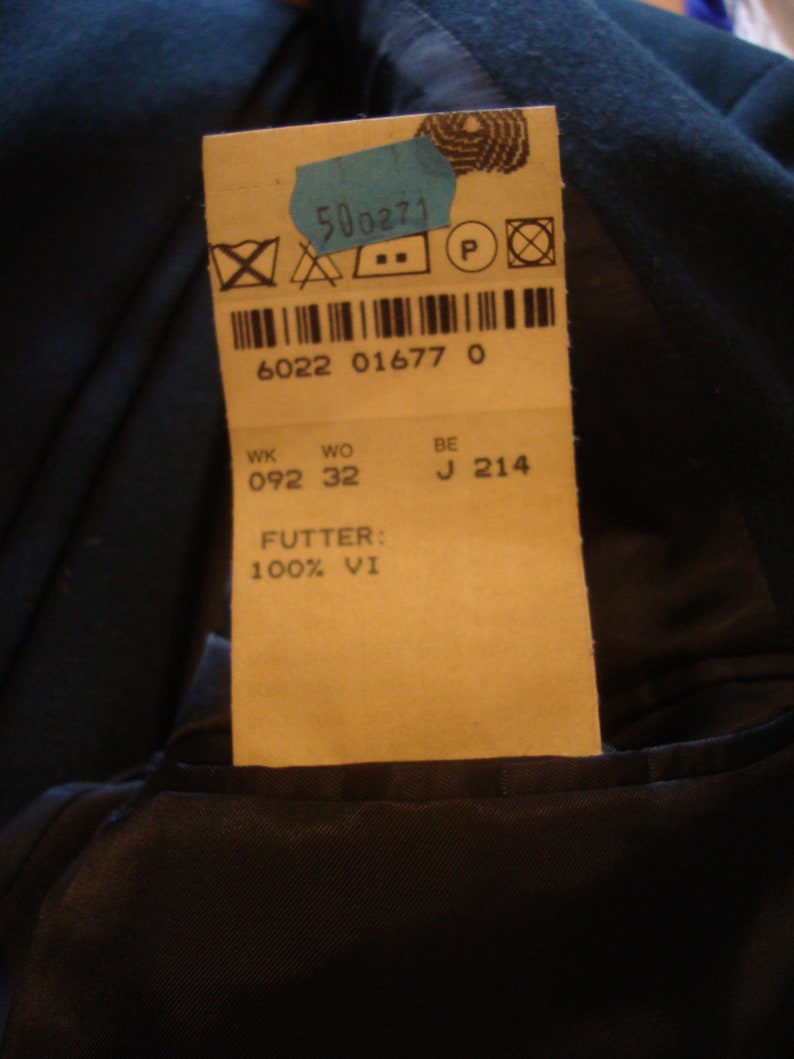 500271
P
6022 01677 0
WK WO BE
092 32 J 214
FUTTER:
100% VI